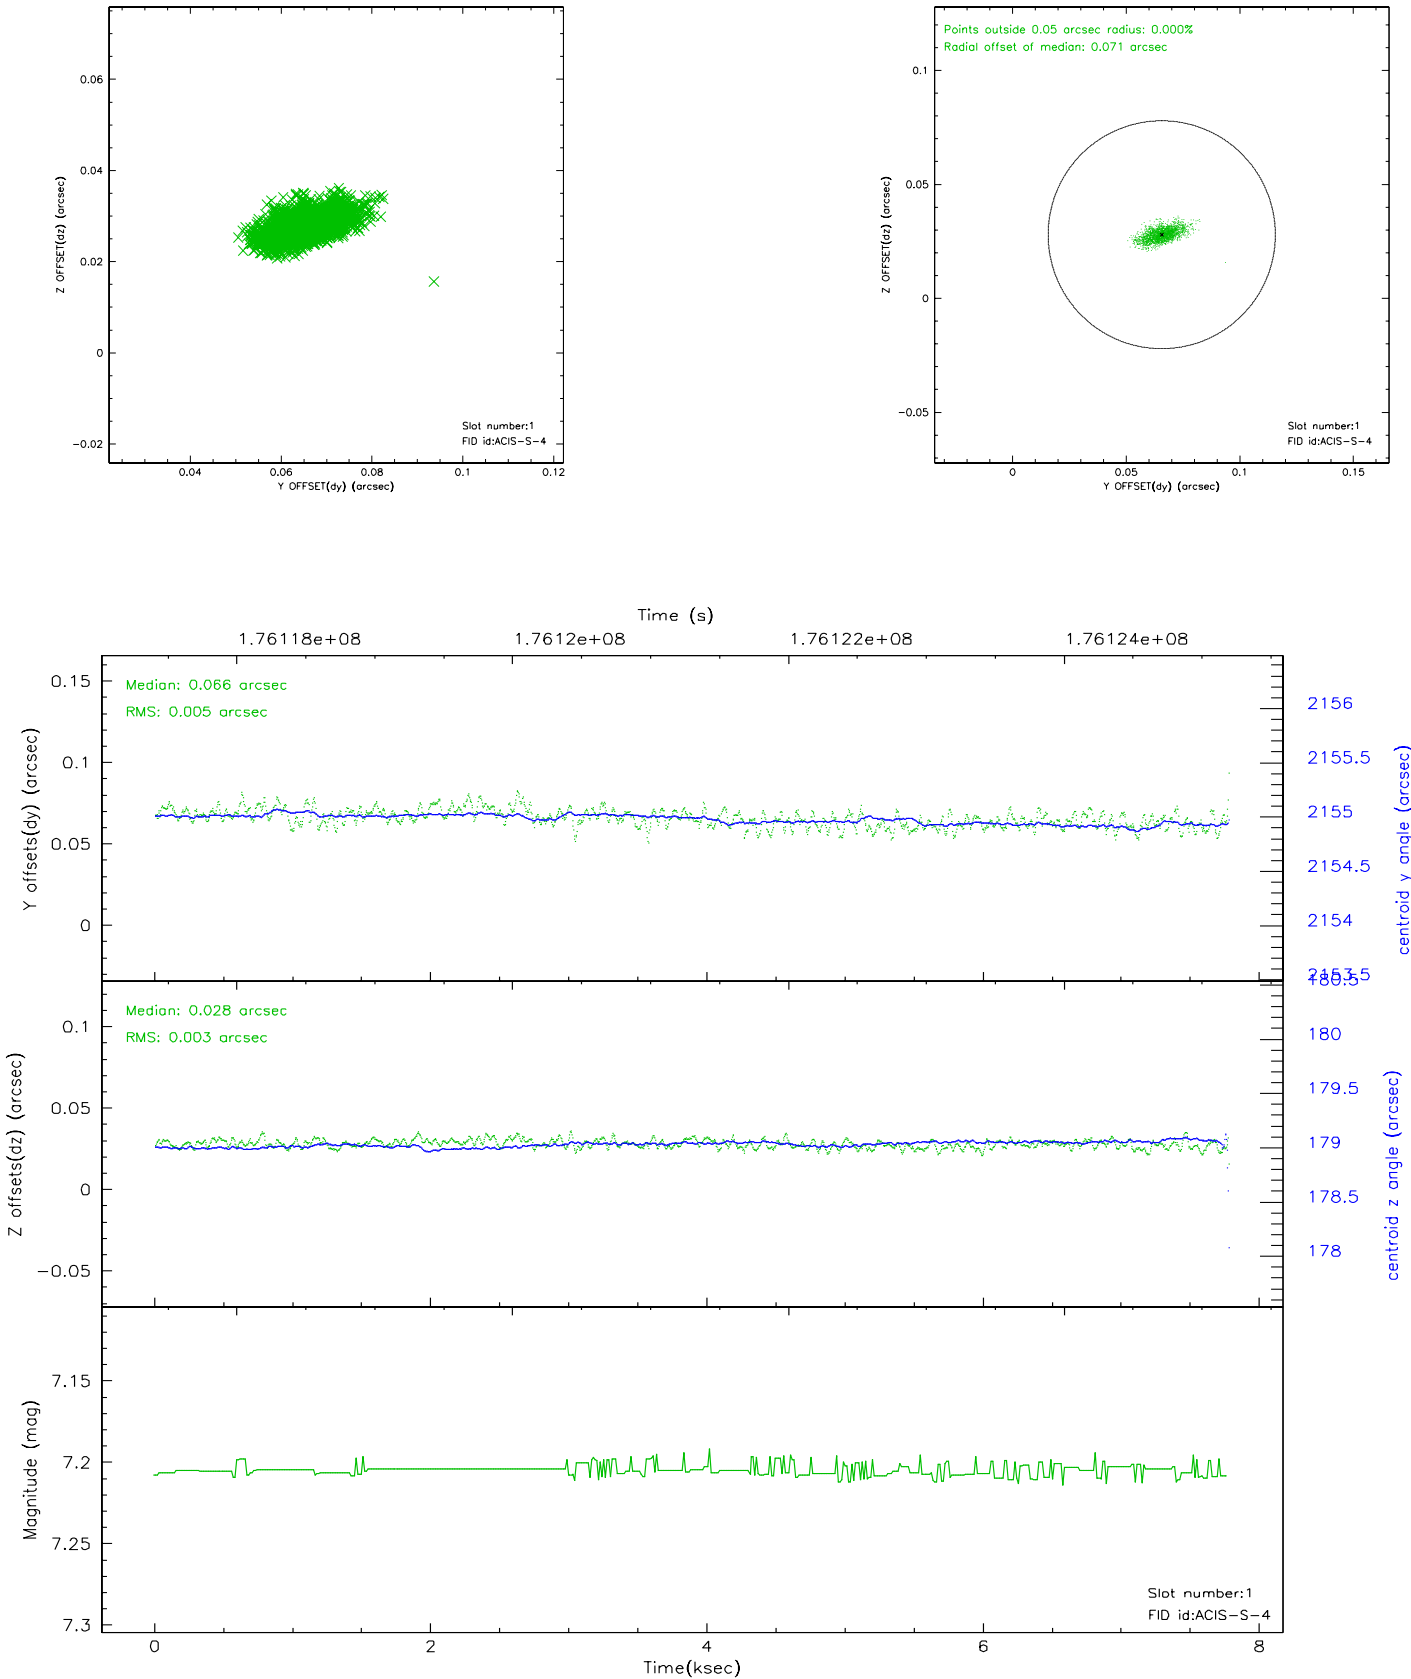 0.06
0.04
0.02
0
−0.02
Z OFFSET(dz) (arcsec)
Slot number:1
FID id:ACIS−S−4
0.04 0.06 0.08 0.1 0.12
Y OFFSET(dy) (arcsec)
Points outside 0.05 arcsec radius: 0.000%
Radial offset of median: 0.071 arcsec
0.1
0.05
0
−0.05
Z OFFSET(dz) (arcsec)
Slot number:1
FID id:ACIS−S−4
0 0.05 0.1 0.15
Y OFFSET(dy) (arcsec)
Time (s)
1.76118e+08 1.7612e+08 1.76122e+08 1.76124e+08
Median: 0.066 arcsec
RMS: 0.005 arcsec
0.15
0.1
0.05
0
Y offsets(dy) (arcsec)
2156
2155.5
2155
2154.5
2154
2153.5
centroid y angle (arcsec)
Median: 0.028 arcsec
RMS: 0.003 arcsec
0.1
0.05
0
−0.05
Z offsets(dz) (arcsec)
180.5
180
179.5
179
178.5
178
centroid z angle (arcsec)
7.15
7.2
7.25
7.3
Magnitude (mag)
Slot number:1
FID id:ACIS−S−4
0 2 4 6 8
Time(ksec)